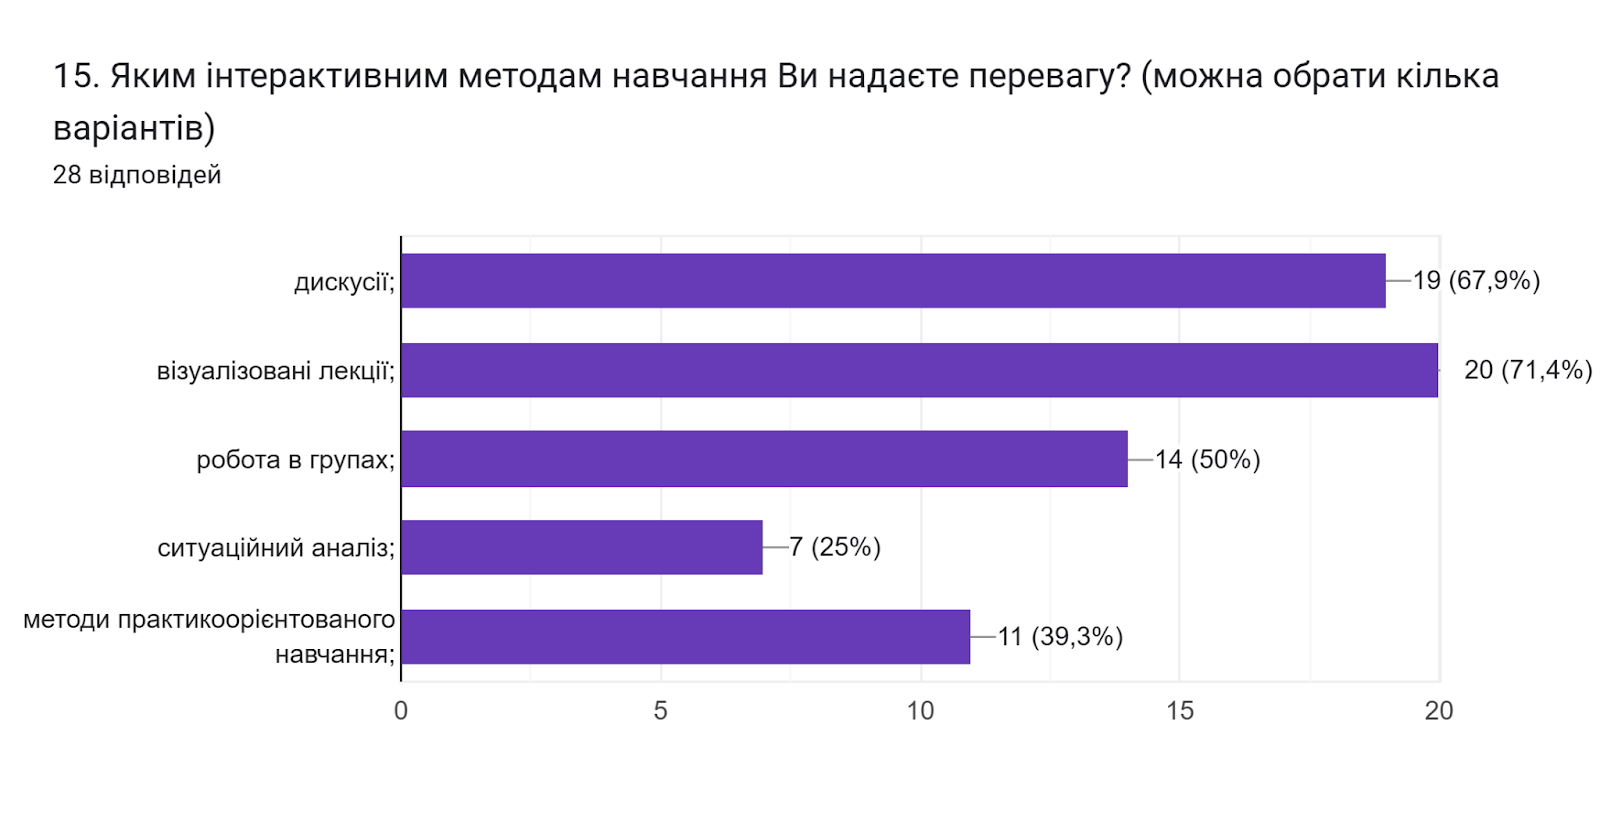 15. Яким інтерактивним методам навчання Ви надаєте перевагу? (можна обрати кілька
варіантів)
28 відповідей
дискусії;
19 (67,9%)
візуалізовані лекції;
20 (71,4%)
робота в групах;
14 (50%)
ситуаційний аналіз;
7 (25%)
методи практикоорієнтованого
навчання;
11 (39,3%)
0
5
10
15
20